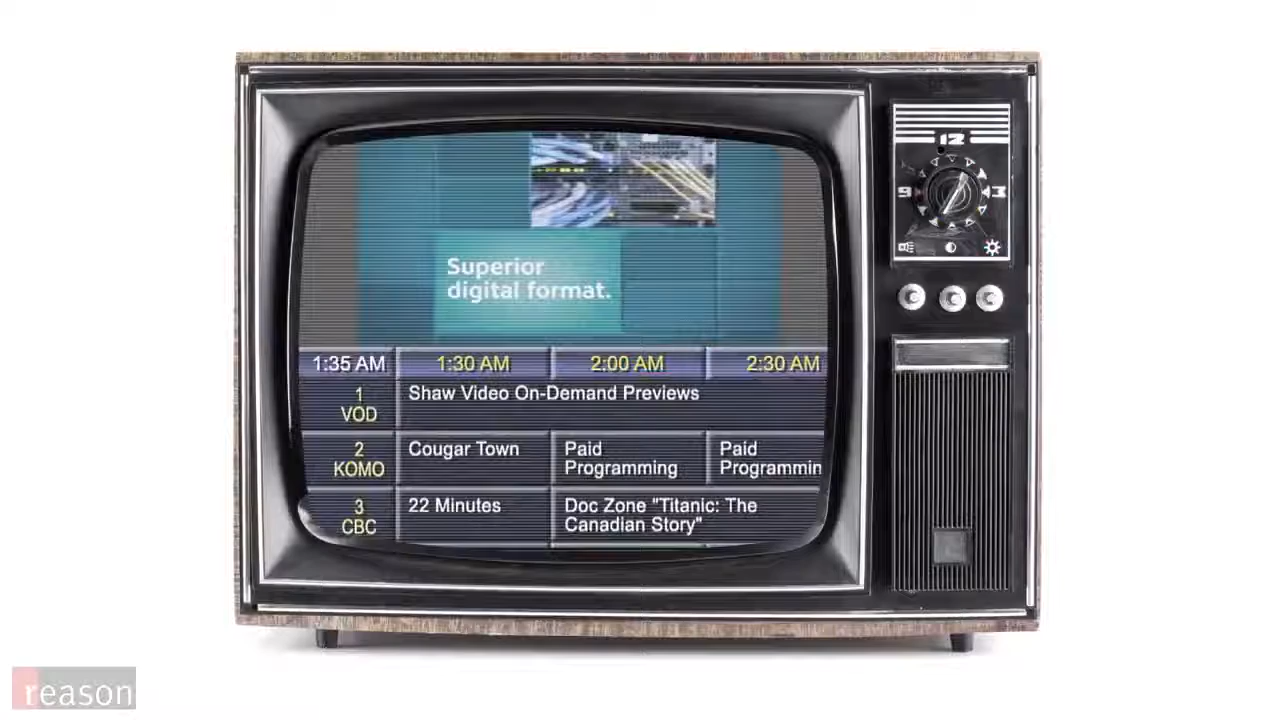 12
9 3
Superior
digital format.
1:35 AM 1:30 AM 2:00 AM 2:30 AM
1
VOD
Shaw Video On-Demand Previews
2
KOMO
Cougar Town
Paid
Programming
Paid
Programmin
3
CBC
22 Minutes
Doc Zone "Titanic: The
Canadian Story"
reason